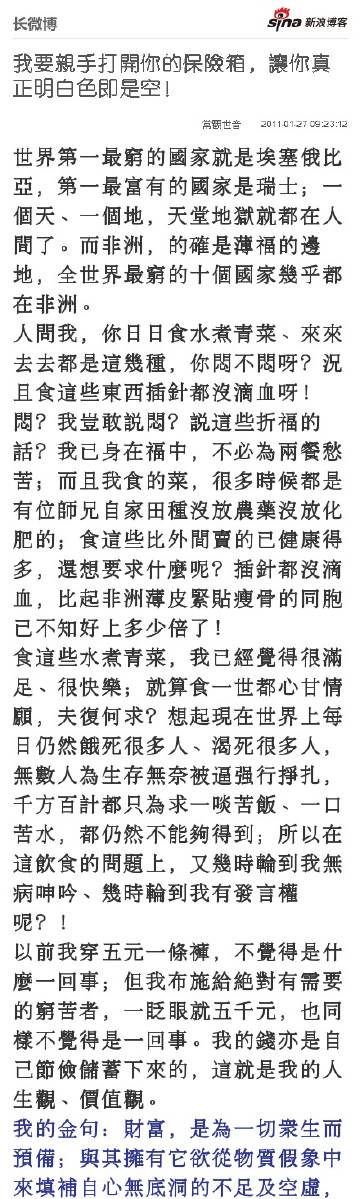 长微博
sina 新浪博客
我要親手打開你的保險箱，讓你真
正明白色即是空！
常觀世音 2011-01-27 09:23:12
世界第一最窮的國家就是埃塞俄比
亞，第一最富有的國家是瑞士；一
個天、一個地，天堂地獄就都在人
間了。而非洲，的確是薄福的邊
地，全世界最窮的十個國家幾乎都
在非洲。
人問我，你日日食水煮青菜、來來
去去都是這幾種，你悶不悶呀？況
且食這些東西插針都沒滴血呀！
悶？我豈敢説悶？説這些折福的
話？我已身在福中，不必為兩餐愁
苦；而且我食的菜，很多時候都是
有位師兄自家田種沒放農藥沒放化
肥的；食這些比外間賣的已健康得
多，還想要求什麼呢？插針都沒滴
血，比起非洲薄皮緊貼瘦骨的同胞
已不知好上多少倍了！
食這些水煮青菜，我已經覺得很滿
足、很快樂；就算食一世都心甘情
願，夫復何求？想起現在世界上每
日仍然餓死很多人、渴死很多人，
無數人為生存無奈被逼强行掙扎，
千方百計都只為求一啖苦飯、一口
苦水，都仍然不能夠得到；所以在
這飲食的問題上，又幾時輪到我無
病呻吟、幾時輪到我有發言權
呢？！
以前我穿五元一條褲，不覺得是什
麼一回事；但我布施給絶對有需要
的窮苦者，一眨眼就五千元，也同
樣不覺得是一回事。我的錢亦是自
己節儉儲蓄下來的，這就是我的人
生觀、價值觀。
我的金句：財富，是為一切衆生而
預備；與其擁有它欲從物質假象中
來填補自心無底洞的不足及空虛，